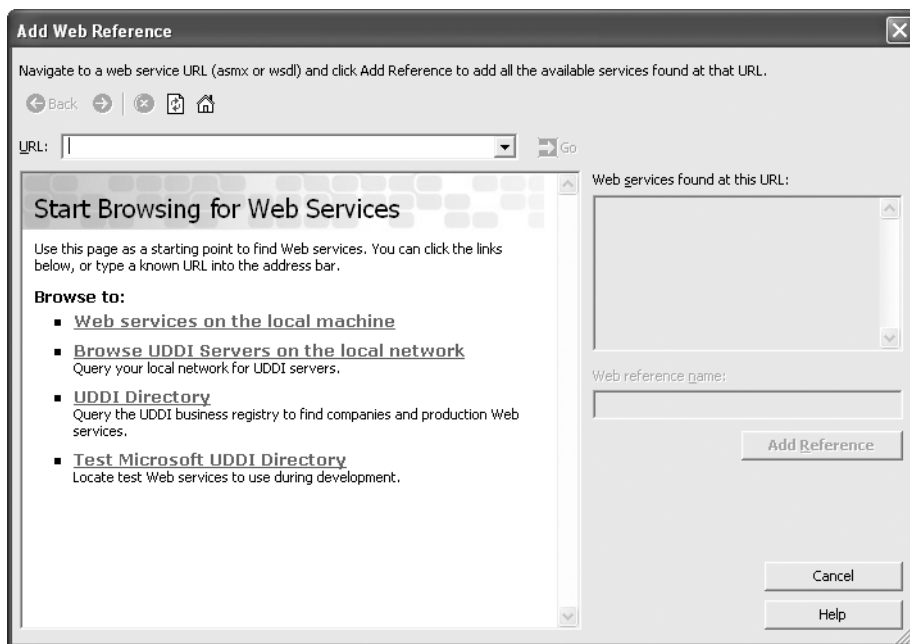 Add Web Reference
Navigate to a web service URL (asmx or wsdl) and click Add Reference to add all the available services found at that URL.
Back
URL:
Go
Start Browsing for Web Services
Use this page as a starting point to find Web services. You can click the links
below, or type a known URL into the address bar.
Browse to:
Web services on the local machine
Browse UDDI Servers on the local network
Query your local network for UDDI servers.
UDDI Directory
Query the UDDI business registry to find companies and production Web
services.
Test Microsoft UDDI Directory
Locate test Web services to use during development.
Web services found at this URL:
Web reference name:
Add Reference
Cancel
Help